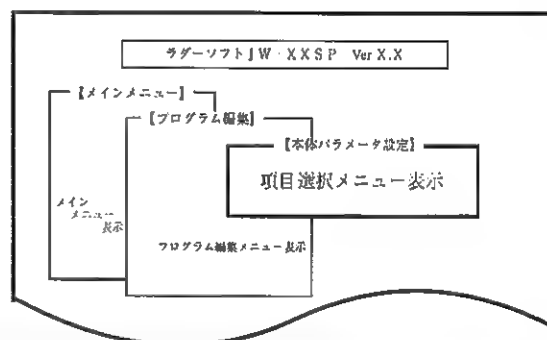 ラダーソフトJW-XXSP Ver X.X
【メインメニュー】
【プログラム編集】
【本体パラメータ設定】
項目選択メニュー表示
メイン
メニュー
表示
プログラム編集メニュー表示